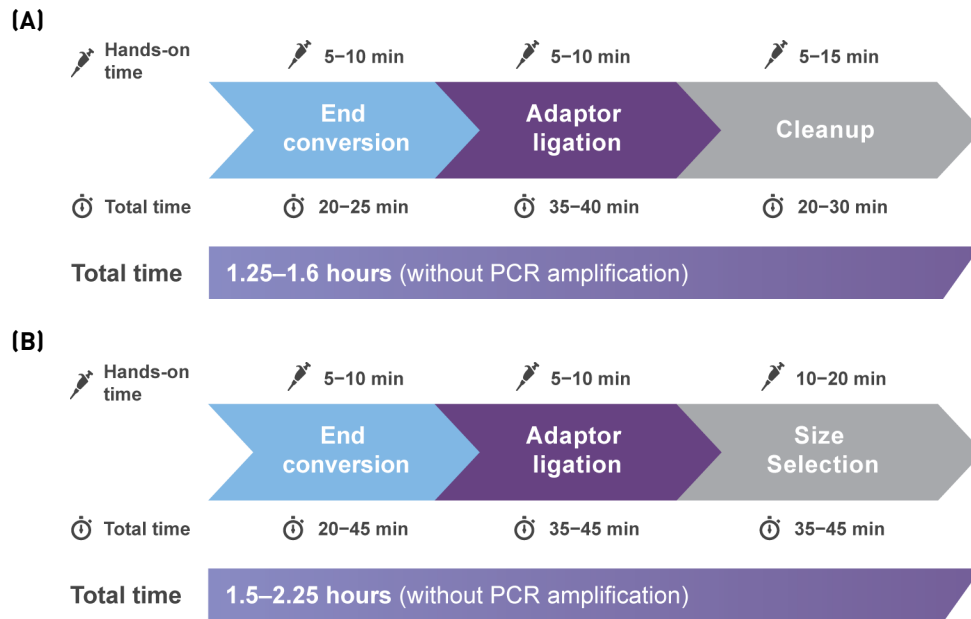 (A)
Hands-on
time
5–10 min
5–10 min
5–15 min
End
conversion
Adaptor
ligation
Cleanup
Total time
20–25 min
35–40 min
20–30 min
Total time
1.25–1.6 hours (without PCR amplification)
(B)
Hands-on
time
5–10 min
5–10 min
10–20 min
End
conversion
Adaptor
ligation
Size
Selection
Total time
20–45 min
35–45 min
35–45 min
Total time
1.5–2.25 hours (without PCR amplification)